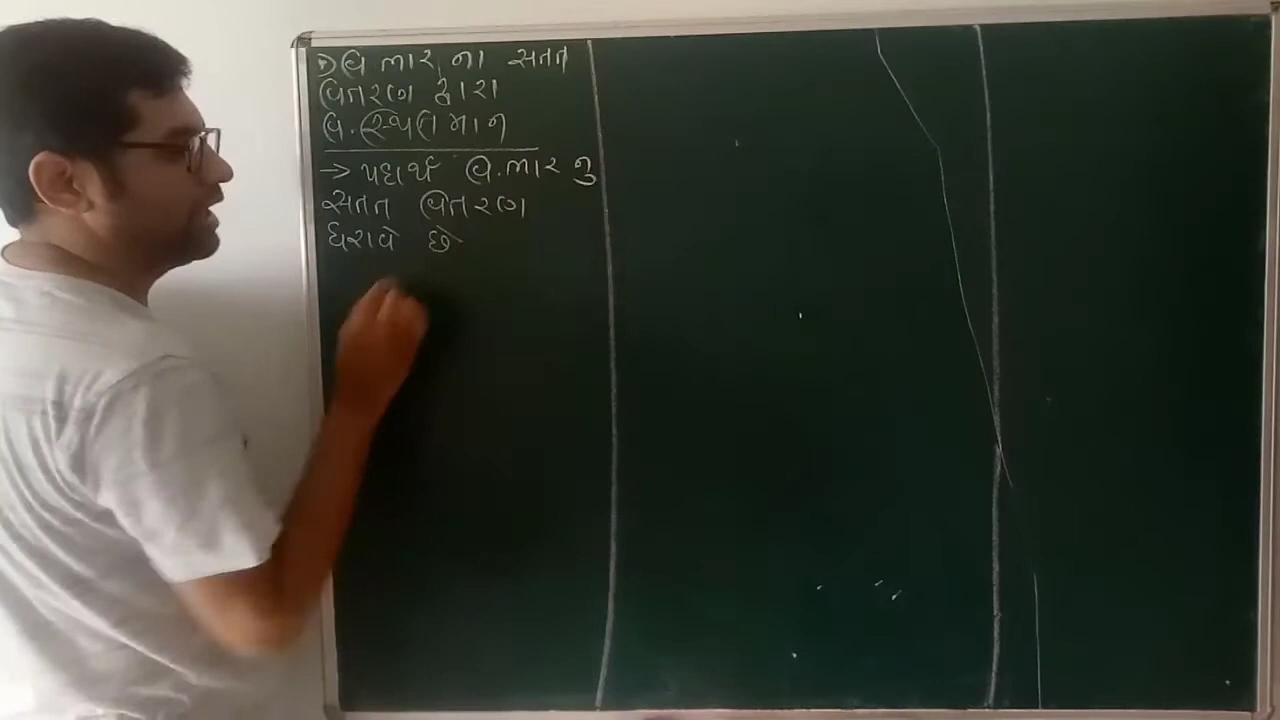 → વિ ભાર ના સતત
વિતરણ દ્વારા
વિ. સ્થિતિમાન
→ પદાર્થ વિ. ભાર નુ
સતત વિતરણ
ધરાવે છે